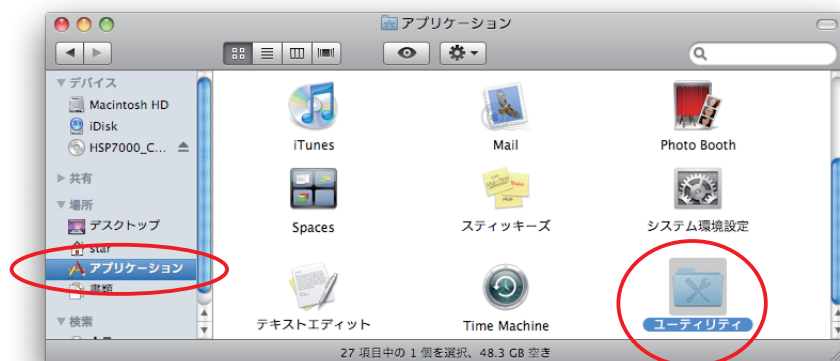 アプリケーション
デバイス
Macintosh HD
iDisk
HSP7000_C...
共有
場所
デスクトップ
star
アプリケーション
書類
検索
iTunes
Mail
Photo Booth
Spaces
スティッキーズ
システム環境設定
テキストエディット
Time Machine
ユーティリティ
27 項目中の 1 個を選択、48.3 GB 空き